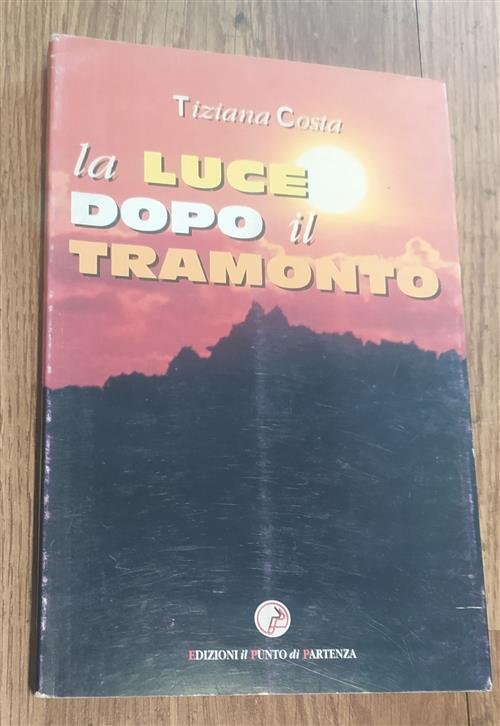 Tiziana Costa
la LUCE
DOPO il
TRAMONTO
EDIZIONI il PUNTO di PARTENZA